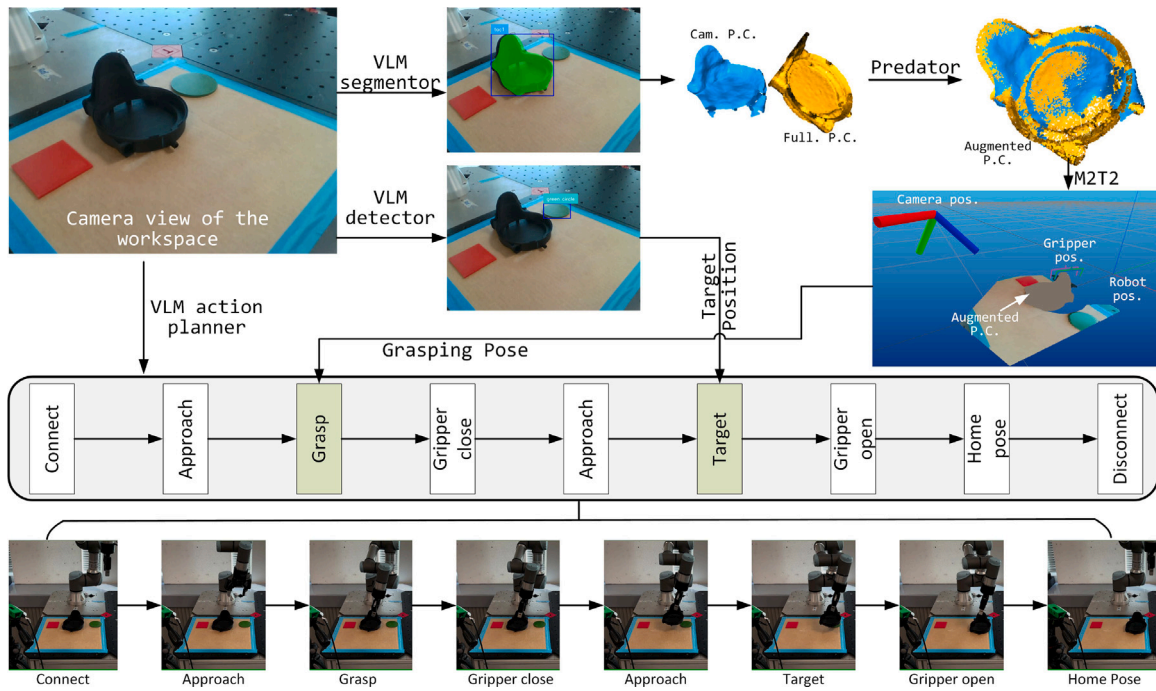 VLM
segmentor
Cam. P.C.
Full. P.C.
Predator
Augmented
P.C.
M2T2
Camera view of the
workspace
VLM
detector
green circle
Target
Position
Camera pos.
Gripper
pos.
Robot
pos.
Augmented
P.C.
VLM action
planner
Grasping Pose
Connect
Approach
Grasp
Gripper
close
Approach
Target
Gripper
open
Home
pose
Disconnect
Connect
Approach
Grasp
Gripper close
Approach
Target
Gripper open
Home Pose